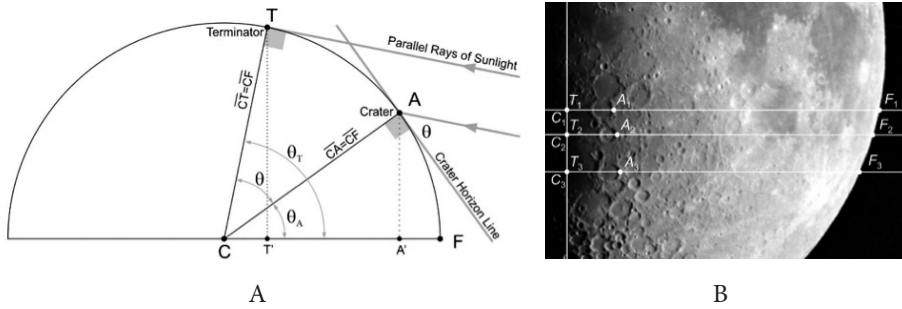 T
Terminator
Parallel Rays of Sunlight
CT=CF
A
Crater
θ
CA=CF
θT
θ
θA
Crater Horizon Line
C
T'
A'
F
A
T1
A1
F1
C1
T2
A2
F2
C2
T3
A3
F3
C3
B